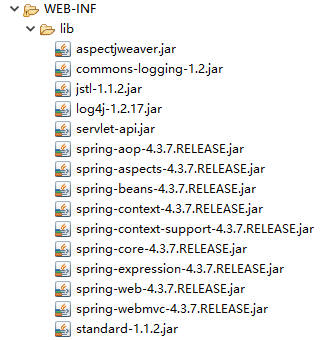 WEB-INF
lib
aspectjweaver.jar
commons-logging-1.2.jar
jstl-1.1.2.jar
log4j-1.2.17.jar
servlet-api.jar
spring-aop-4.3.7.RELEASE.jar
spring-aspects-4.3.7.RELEASE.jar
spring-beans-4.3.7.RELEASE.jar
spring-context-4.3.7.RELEASE.jar
spring-context-support-4.3.7.RELEASE.jar
spring-core-4.3.7.RELEASE.jar
spring-expression-4.3.7.RELEASE.jar
spring-web-4.3.7.RELEASE.jar
spring-webmvc-4.3.7.RELEASE.jar
standard-1.1.2.jar